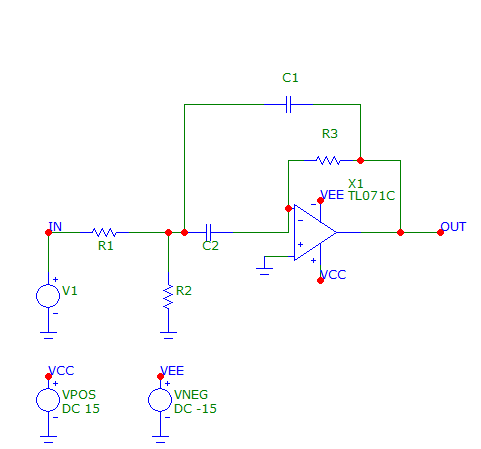 C1
R3
X1
VEE
TL071C
IN
OUT
R1
C2
VCC
V1
R2
VCC
VEE
VPOS
VNEG
DC 15
DC -15